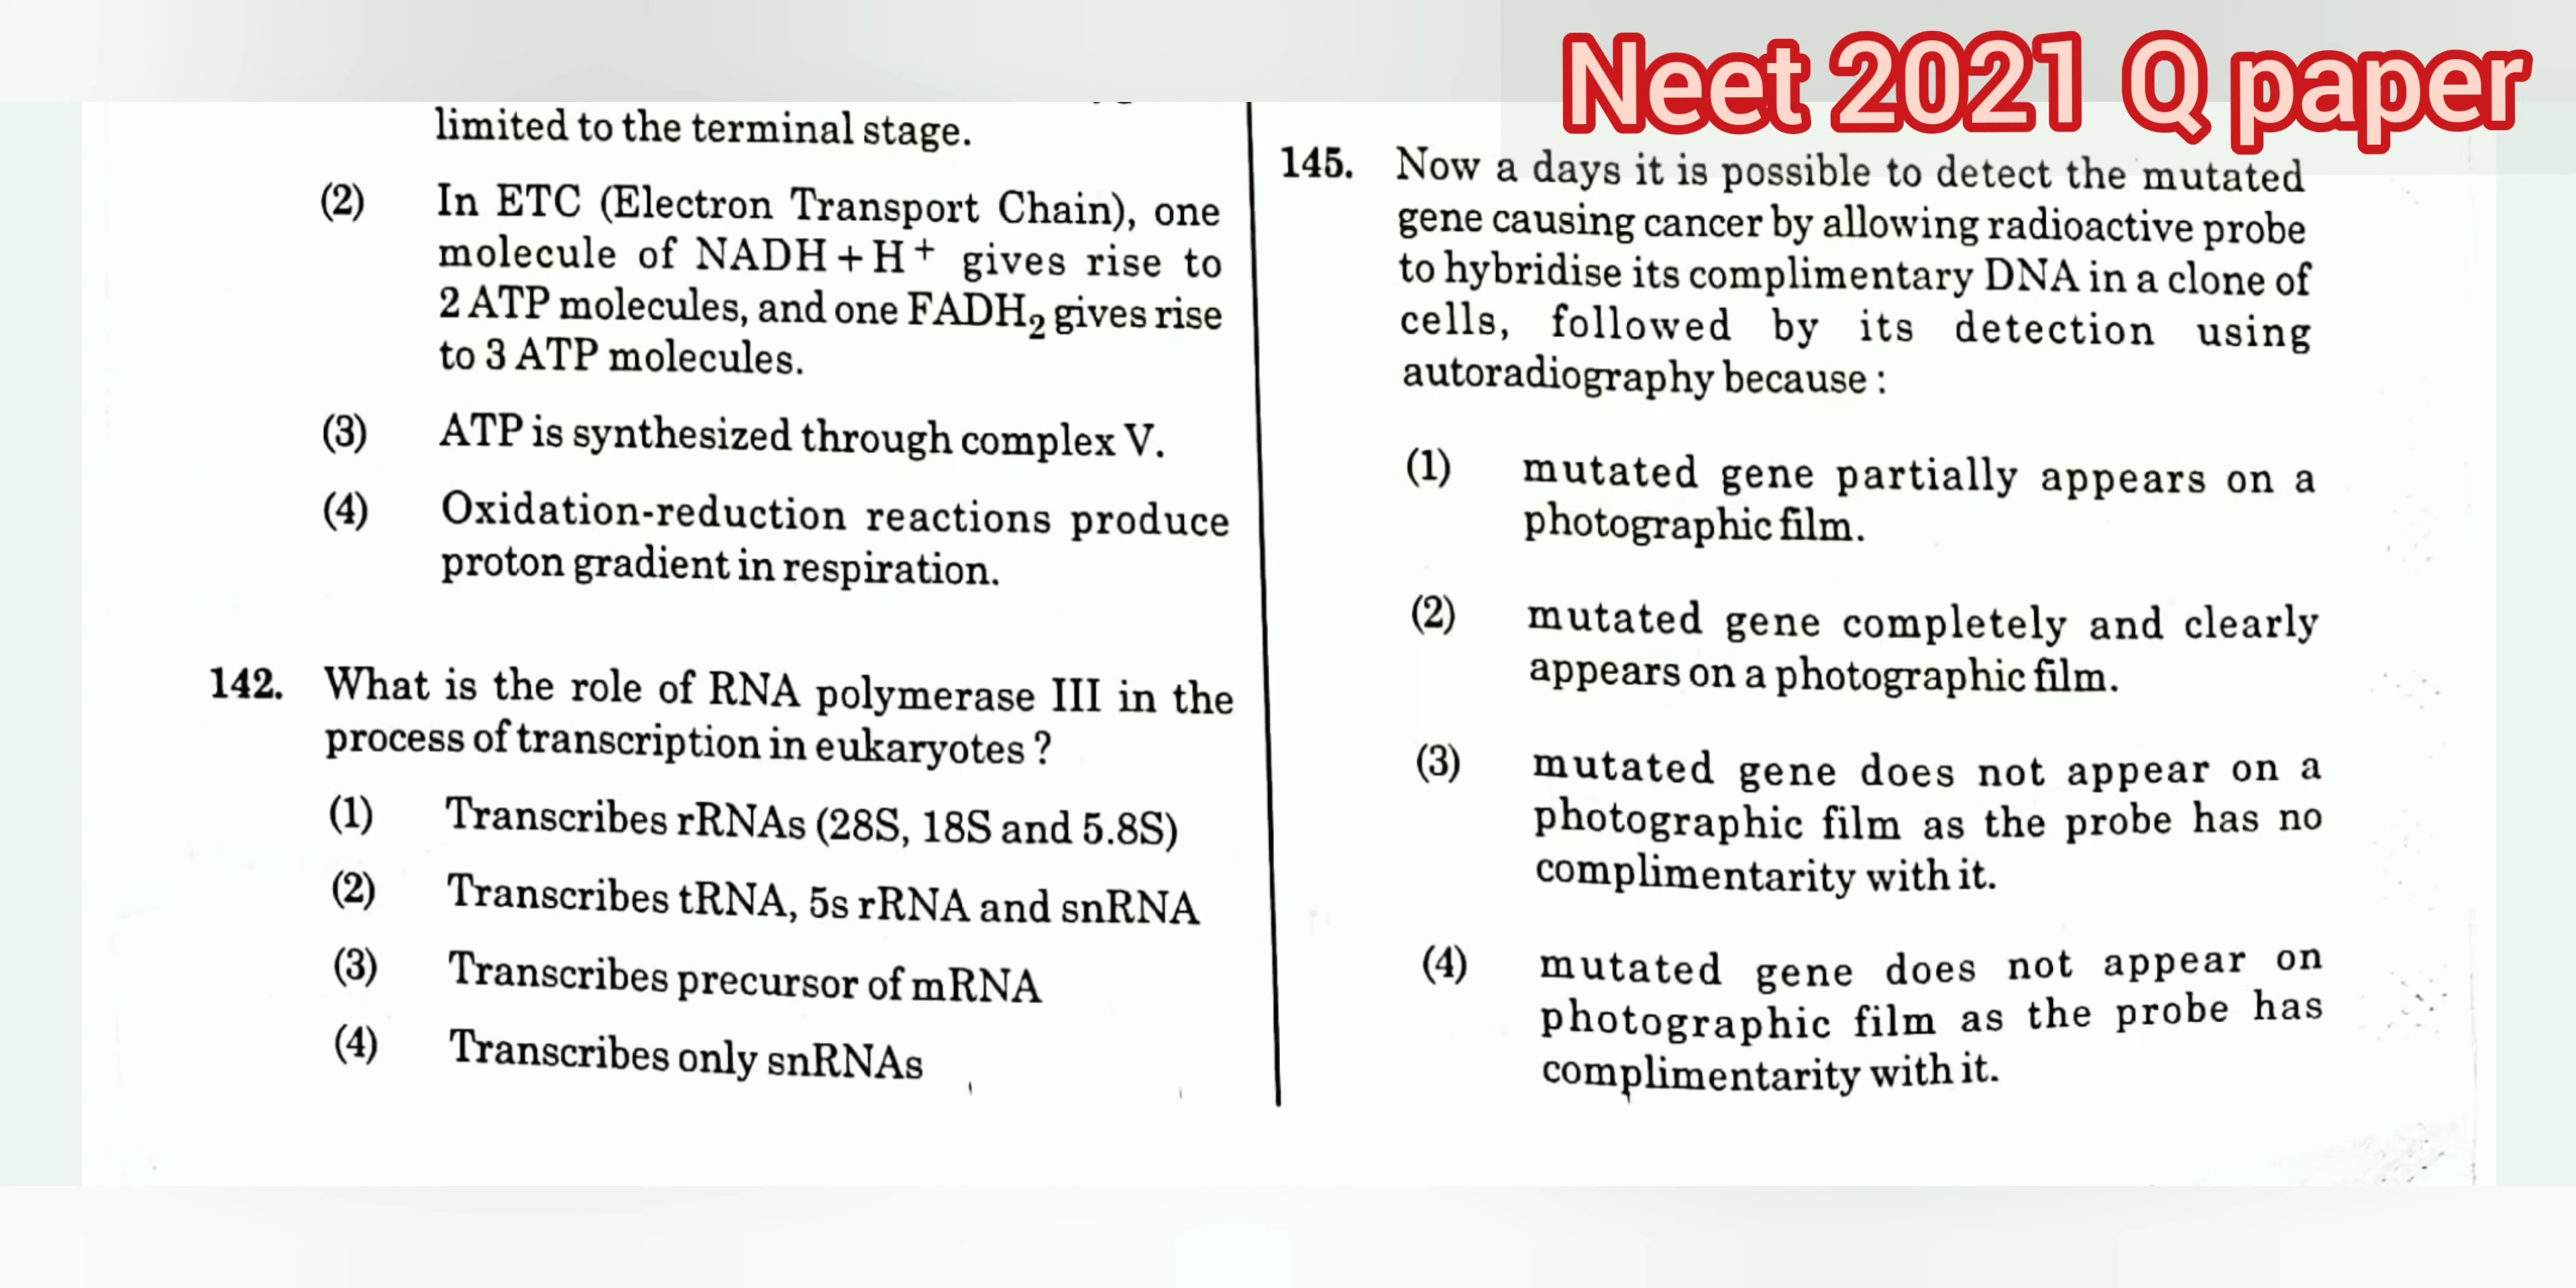 Neet 2021 Q paper
limited to the terminal stage.
(2) In ETC (Electron Transport Chain), one
molecule of NADH+H⁺ gives rise to
2 ATP molecules, and one FADH₂ gives rise
to 3 ATP molecules.
(3) ATP is synthesized through complex V.
(4) Oxidation-reduction reactions produce
proton gradient in respiration.
142. What is the role of RNA polymerase III in the
process of transcription in eukaryotes ?
(1) Transcribes rRNAs (28S, 18S and 5.8S)
(2) Transcribes tRNA, 5s rRNA and snRNA
(3) Transcribes precursor of mRNA
(4) Transcribes only snRNAs
145. Now a days it is possible to detect the mutated
gene causing cancer by allowing radioactive probe
to hybridise its complimentary DNA in a clone of
cells, followed by its detection using
autoradiography because :
(1) mutated gene partially appears on a
photographic film.
(2) mutated gene completely and clearly
appears on a photographic film.
(3) mutated gene does not appear on a
photographic film as the probe has no
complimentarity with it.
(4) mutated gene does not appear on
photographic film as the probe has
complimentarity with it.